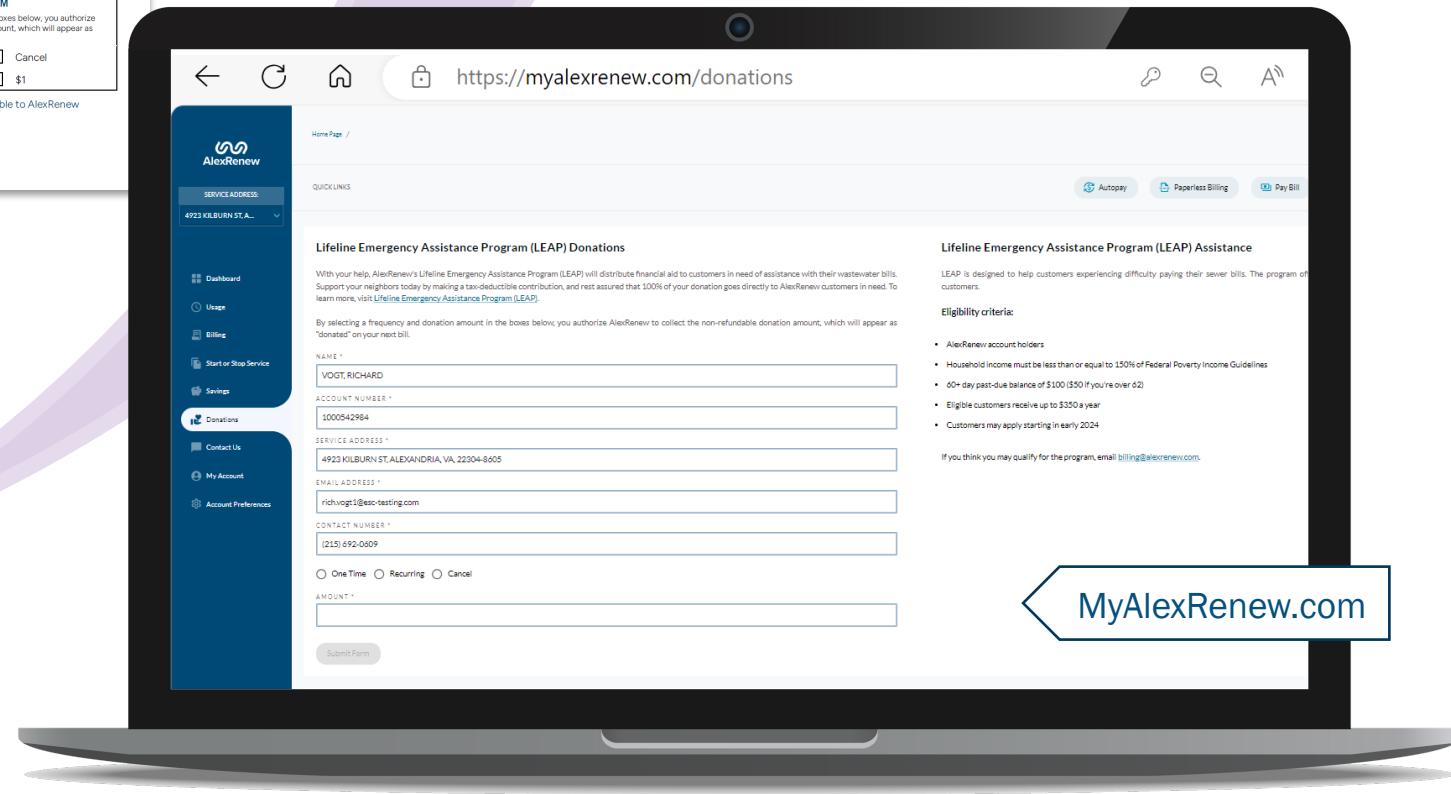 M
oxes below, you authorize
ount, which will appear as
Cancel
$1
ble to AlexRenew
https://myalexrenew.com/donations
AlexRenew
SERVICE ADDRESS:
4923 KILBURN ST, A...
Dashboard
Usage
Billing
Start or Stop Service
Savings
Donations
Contact Us
My Account
Account Preferences
Home Page /
QUICK LINKS
Autopay
Paperless Billing
Pay Bill
Lifeline Emergency Assistance Program (LEAP) Donations
With your help, AlexRenew's Lifeline Emergency Assistance Program (LEAP) will distribute financial aid to customers in need of assistance with their wastewater bills.
Support your neighbors today by making a tax-deductible contribution, and rest assured that 100% of your donation goes directly to AlexRenew customers in need. To
learn more, visit Lifeline Emergency Assistance Program (LEAP).
By selecting a frequency and donation amount in the boxes below, you authorize AlexRenew to collect the non-refundable donation amount, which will appear as
"donated" on your next bill.
NAME *
VOGT, RICHARD
ACCOUNT NUMBER *
1000542984
SERVICE ADDRESS *
4923 KILBURN ST, ALEXANDRIA, VA, 22304-8605
EMAIL ADDRESS *
rich.vogt1@esc-testing.com
CONTACT NUMBER *
(215) 692-0609
One Time Recurring Cancel
AMOUNT *
Submit Form
Lifeline Emergency Assistance Program (LEAP) Assistance
LEAP is designed to help customers experiencing difficulty paying their sewer bills. The program of
customers.
Eligibility criteria:
• AlexRenew account holders
• Household income must be less than or equal to 150% of Federal Poverty Income Guidelines
• 60+ day past-due balance of $100 ($50 if you're over 62)
• Eligible customers receive up to $350 a year
• Customers may apply starting in early 2024
If you think you may qualify for the program, email billing@alexrenew.com.
MyAlexRenew.com